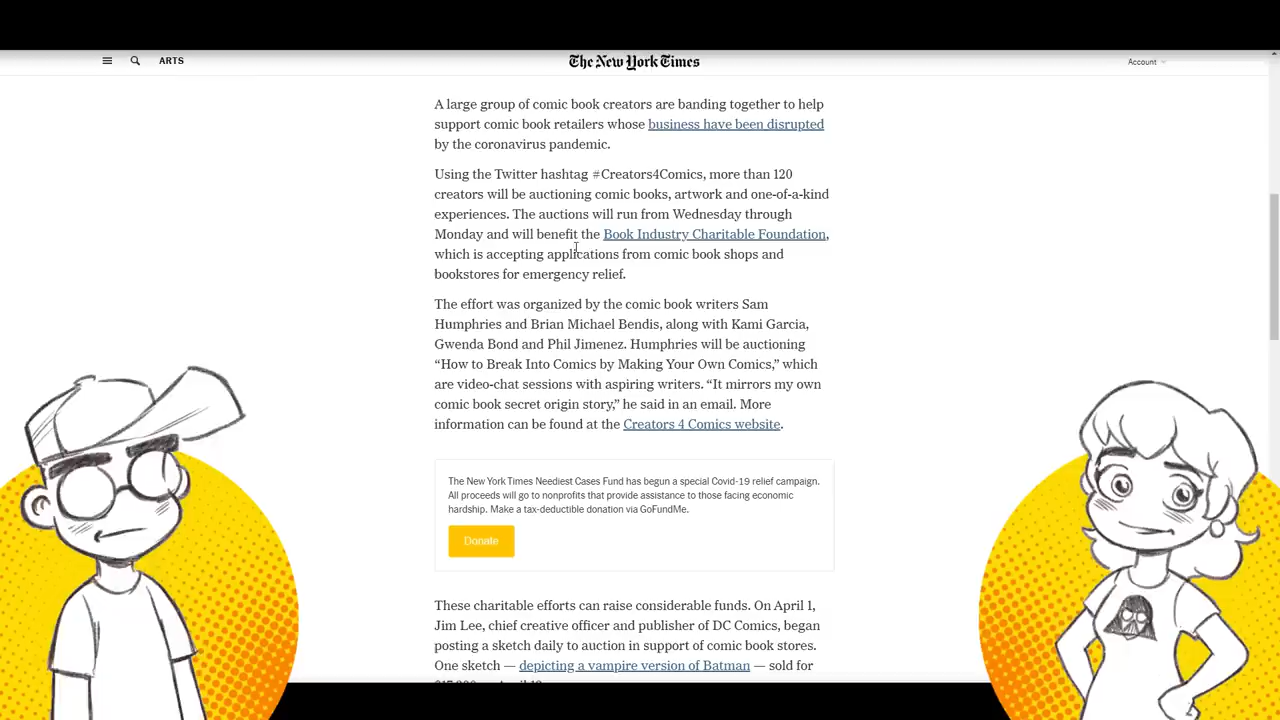 ARTS
The New York Times
Account
A large group of comic book creators are banding together to help
support comic book retailers whose business have been disrupted
by the coronavirus pandemic.
Using the Twitter hashtag #Creators4Comics, more than 120
creators will be auctioning comic books, artwork and one-of-a-kind
experiences. The auctions will run from Wednesday through
Monday and will benefit the Book Industry Charitable Foundation,
which is accepting applications from comic book shops and
bookstores for emergency relief.
The effort was organized by the comic book writers Sam
Humphries and Brian Michael Bendis, along with Kami Garcia,
Gwenda Bond and Phil Jimenez. Humphries will be auctioning
“How to Break Into Comics by Making Your Own Comics,” which
are video-chat sessions with aspiring writers. “It mirrors my own
comic book secret origin story,” he said in an email. More
information can be found at the Creators 4 Comics website.
The New York Times Neediest Cases Fund has begun a special Covid-19 relief campaign.
All proceeds will go to nonprofits that provide assistance to those facing economic
hardship. Make a tax-deductible donation via GoFundMe.
Donate
These charitable efforts can raise considerable funds. On April 1,
Jim Lee, chief creative officer and publisher of DC Comics, began
posting a sketch daily to auction in support of comic book stores.
One sketch — depicting a vampire version of Batman — sold for